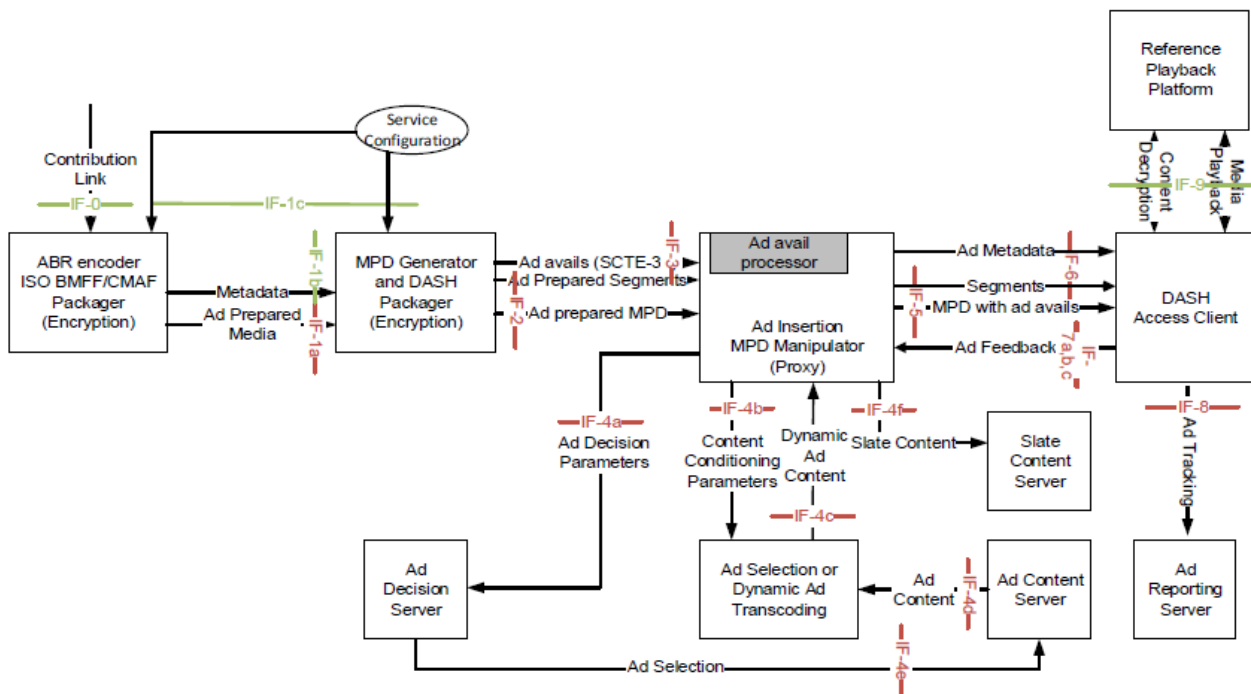 Reference
Playback
Platform
Service
Configuration
Contribution
Link
Content
Decryption
Media
Playback
IF-9
IF-0
IF-1c
ABR encoder
ISO BMFF/CMAF
Packager
(Encryption)
IF-1b
Metadata
Ad Prepared
Media
IF-1a
MPD Generator
and DASH
Packager
(Encryption)
IF-3
Ad avails (SCTE-3
Ad Prepared Segments
IF-2
Ad prepared MPD
Ad avail
processor
Ad Insertion
MPD Manipulator
(Proxy)
Ad Metadata
IF-6
Segments
IF-5
MPD with ad avails
Ad Feedback
IF-
7a,b,c
DASH
Access Client
IF-4a
Ad Decision
Parameters
IF-4b
Content
Conditioning
Parameters
Dynamic
Ad
Content
IF-4c
IF-4f
Slate Content
Slate
Content
Server
IF-8
Ad Tracking
Ad
Decision
Server
Ad Selection or
Dynamic Ad
Transcoding
Ad
Content
IF-4d
Ad Content
Server
Ad
Reporting
Server
Ad Selection
IF-4e